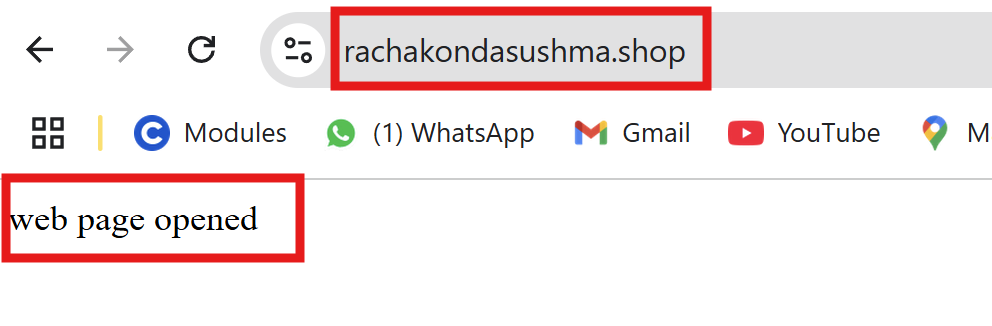 rachakondasushma.shop
Modules (1) WhatsApp Gmail YouTube M
web page opened